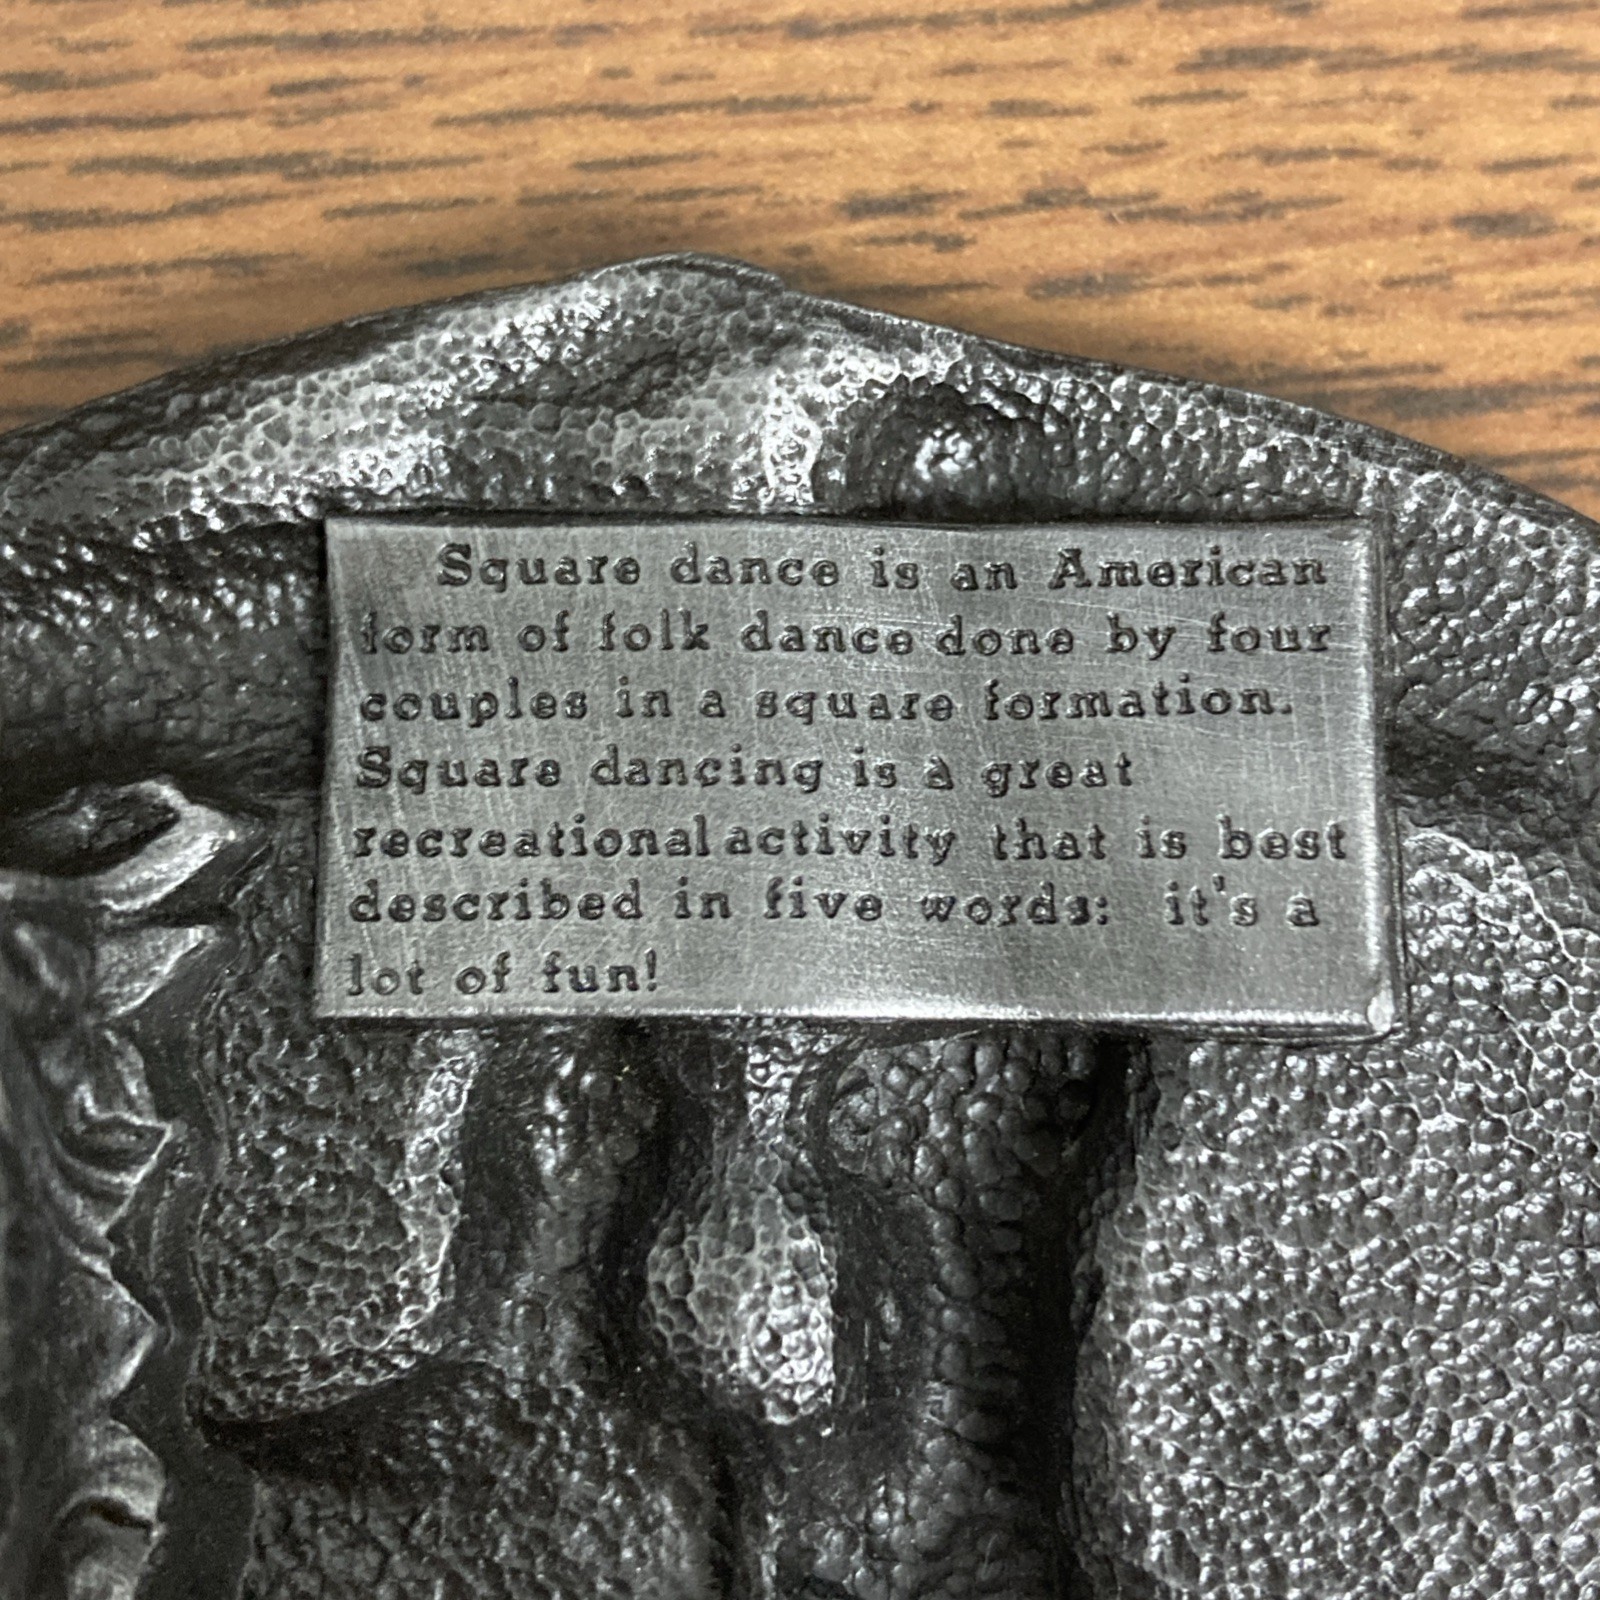 Square dance is an American
form of folk dance done by four
couples in a square formation.
Square dancing is a great
recreational activity that is best
described in five words: it's a
lot of fun!